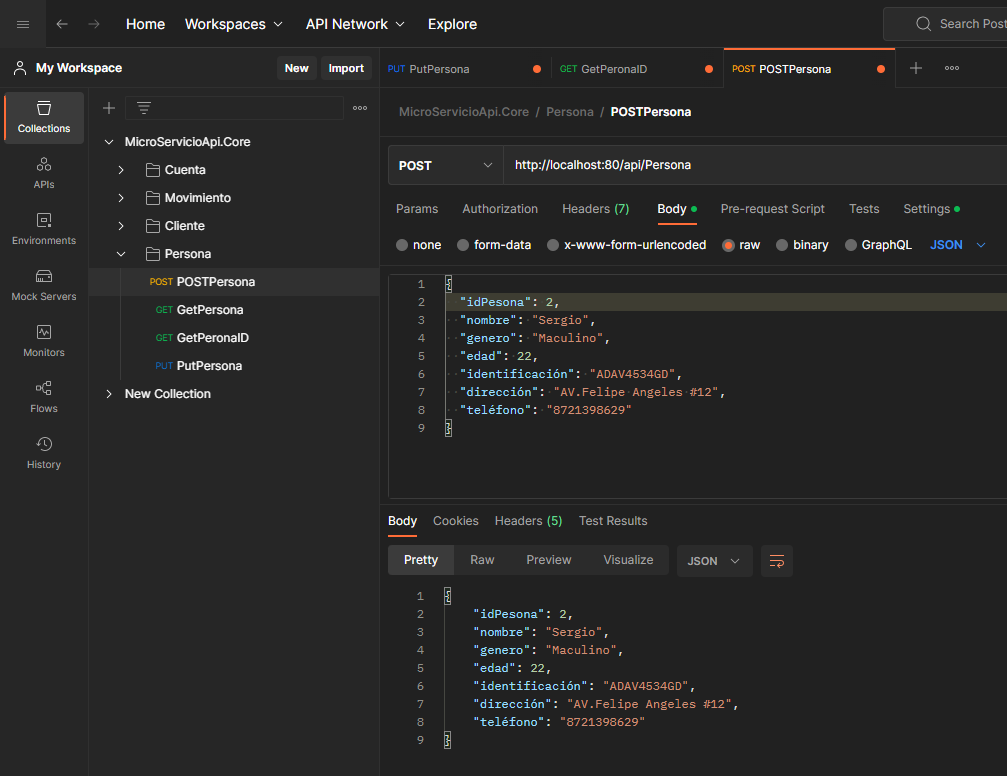 Home Workspaces API Network Explore Search Post
My Workspace New Import
PUT PutPersona GET GetPeronaID POST POSTPersona
Collections
APIs
Environments
Mock Servers
Monitors
Flows
History
MicroServicioApi.Core
Cuenta
Movimiento
Cliente
Persona
POST POSTPersona
GET GetPersona
GET GetPeronaID
PUT PutPersona
New Collection
MicroServicioApi.Core / Persona / POSTPersona
POST http://localhost:80/api/Persona
Params Authorization Headers (7) Body Pre-request Script Tests Settings
none form-data x-www-form-urlencoded raw binary GraphQL JSON
1 {
2 "idPesona": 2,
3 "nombre": "Sergio",
4 "genero": "Maculino",
5 "edad": 22,
6 "identificación": "ADAV4534GD",
7 "dirección": "AV.Felipe Angeles #12",
8 "teléfono": "8721398629"
9 }
Body Cookies Headers (5) Test Results
Pretty Raw Preview Visualize JSON
1 {
2 "idPesona": 2,
3 "nombre": "Sergio",
4 "genero": "Maculino",
5 "edad": 22,
6 "identificación": "ADAV4534GD",
7 "dirección": "AV.Felipe Angeles #12",
8 "teléfono": "8721398629"
9 }